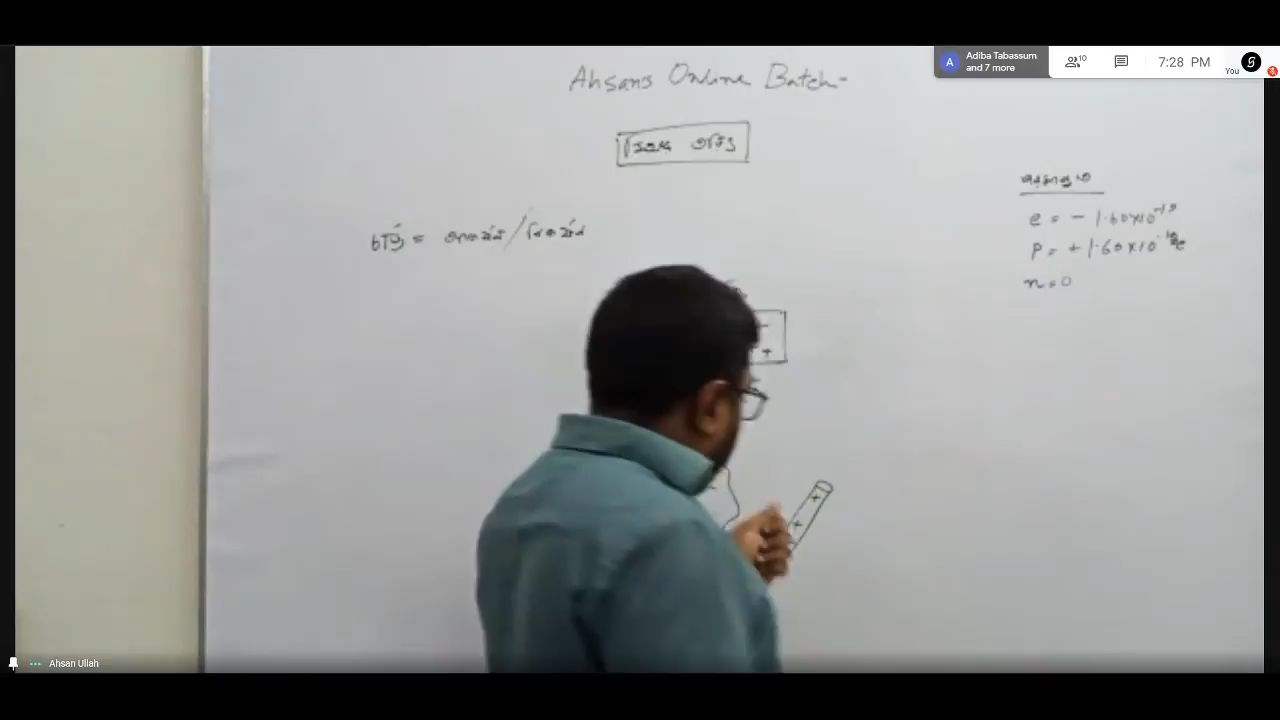 Adiba Tabassum
and 7 more
10
7:28 PM
You
Ahsans Online Batch
স্থির তড়িৎ
e = - 1.60×10⁻¹⁹
P = + 1.60×10⁻¹⁹c
n = 0
চার্জ = আকর্ষণ / বিকর্ষণ
-
+
+
+
Ahsan Ullah